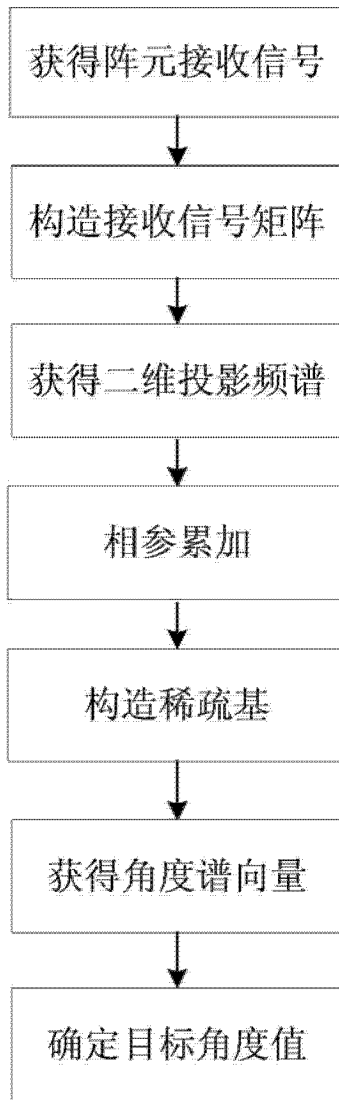 获得阵元接收信号
构造接收信号矩阵
获得二维投影频谱
相参累加
构造稀疏基
获得角度谱向量
确定目标角度值